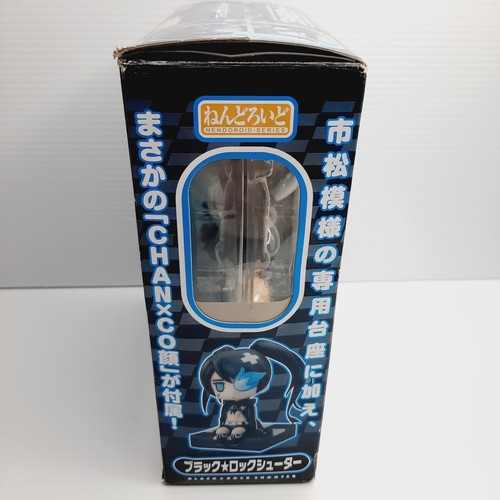 ねんどろいど
NENDOROID・SERIES
市松模様の専用台座に加え、
まさかの「CHAN×CO顔」が付属!
ブラック★ロックシューター
BLACK★ROCK SHOOTER